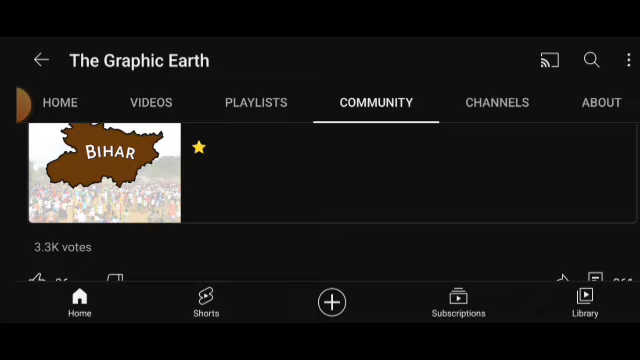 The Graphic Earth
HOME VIDEOS PLAYLISTS COMMUNITY CHANNELS ABOUT
BIHAR
3.3K votes
Home Shorts Subscriptions Library